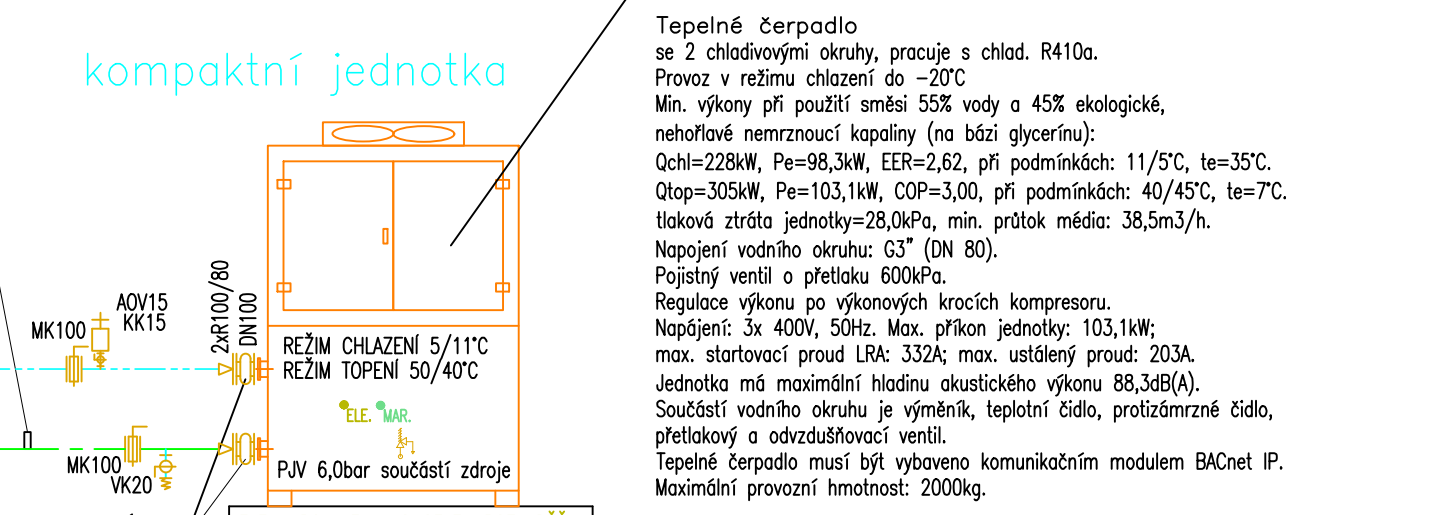 kompaktní jednotka
Tepelné čerpadlo
se 2 chladivovými okruhy, pracuje s chlad. R410a.
Provoz v režimu chlazení do −20°C
Min. výkony při použití směsi 55% vody a 45% ekologické,
nehořlavé nemrznoucí kapaliny (na bázi glycerínu):
Qchl=228kW, Pe=98,3kW, EER=2,62, při podmínkách: 11/5°C, te=35°C.
Qtop=305kW, Pe=103,1kW, COP=3,00, při podmínkách: 40/45°C, te=7°C.
tlaková ztráta jednotky=28,0kPa, min. průtok média: 38,5m3/h.
Napojení vodního okruhu: G3" (DN 80).
Pojistný ventil o přetlaku 600kPa.
Regulace výkonu po výkonových krocích kompresoru.
Napájení: 3x 400V, 50Hz. Max. příkon jednotky: 103,1kW;
max. startovací proud LRA: 332A; max. ustálený proud: 203A.
Jednotka má maximální hladinu akustického výkonu 88,3dB(A).
Součástí vodního okruhu je výměník, teplotní čidlo, protizámrzné čidlo,
přetlakový a odvzdušňovací ventil.
Tepelné čerpadlo musí být vybaveno komunikačním modulem BACnet IP.
Maximální provozní hmotnost: 2000kg.
AOV15
KK15
MK100
2xR100/80
DN100
REŽIM CHLAZENÍ 5/11°C
REŽIM TOPENÍ 50/40°C
ELE.
MAR.
MK100
VK20
PJV 6,0bar součástí zdroje